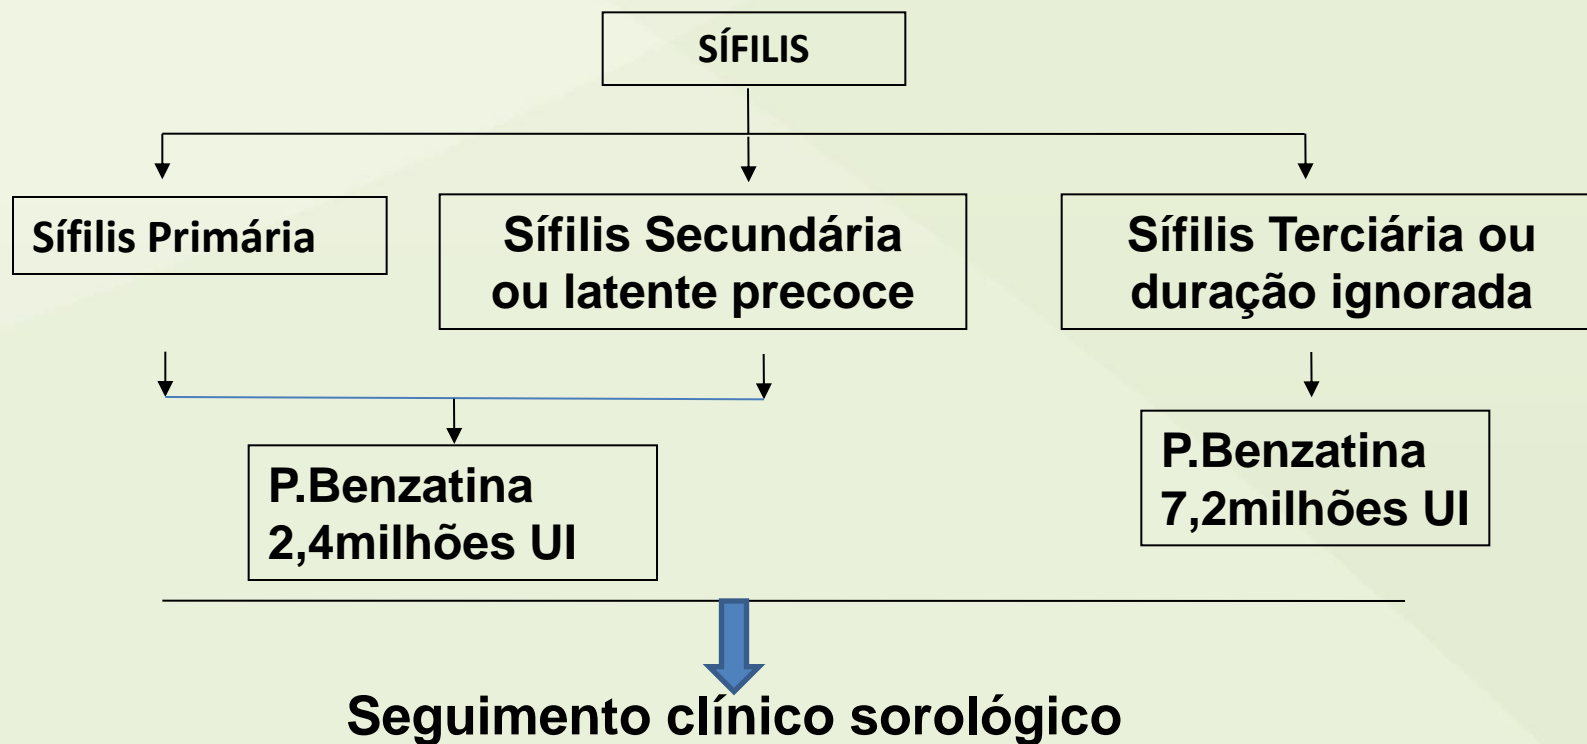 SÍFILIS
Sífilis Primária
Sífilis Secundária
ou latente precoce
Sífilis Terciária ou
duração ignorada
P.Benzatina
2,4milhões UI
P.Benzatina
7,2milhões UI
Seguimento clínico sorológico